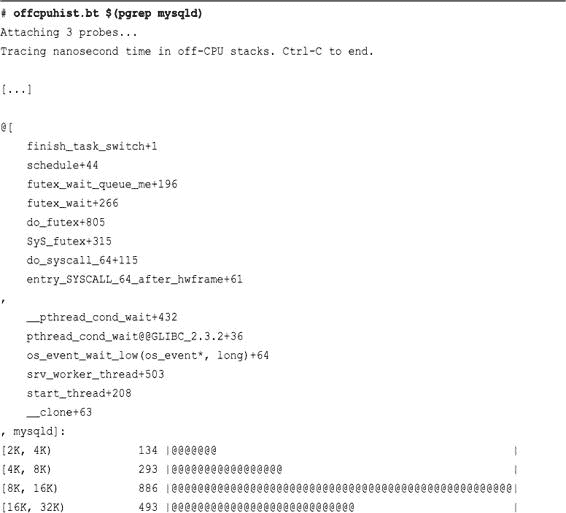 # offcpuhist.bt $(pgrep mysqld)
Attaching 3 probes...
Tracing nanosecond time in off-CPU stacks. Ctrl-C to end.

[...]

@[
    finish_task_switch+1
    schedule+44
    futex_wait_queue_me+196
    futex_wait+266
    do_futex+805
    SyS_futex+315
    do_syscall_64+115
    entry_SYSCALL_64_after_hwframe+61
,
    __pthread_cond_wait+432
    pthread_cond_wait@@GLIBC_2.3.2+36
    os_event_wait_low(os_event*, long)+64
    srv_worker_thread+503
    start_thread+208
    __clone+63
, mysqld]:
[2K, 4K)             134 |@@@@@@@                                             |
[4K, 8K)             293 |@@@@@@@@@@@@@@@@@                                   |
[8K, 16K)            886 |@@@@@@@@@@@@@@@@@@@@@@@@@@@@@@@@@@@@@@@@@@@@@@@@@@@@|
[16K, 32K)           493 |@@@@@@@@@@@@@@@@@@@@@@@@@@@@                        |